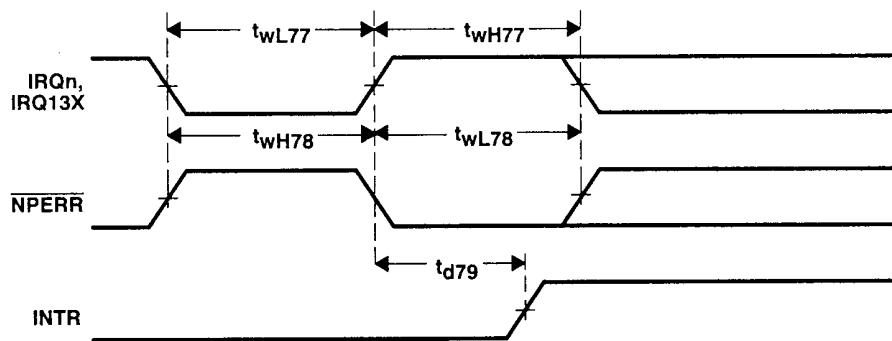 twL77 twH77
IRQn,
IRQ13X
twH78 twL78
NPERR
td79
INTR